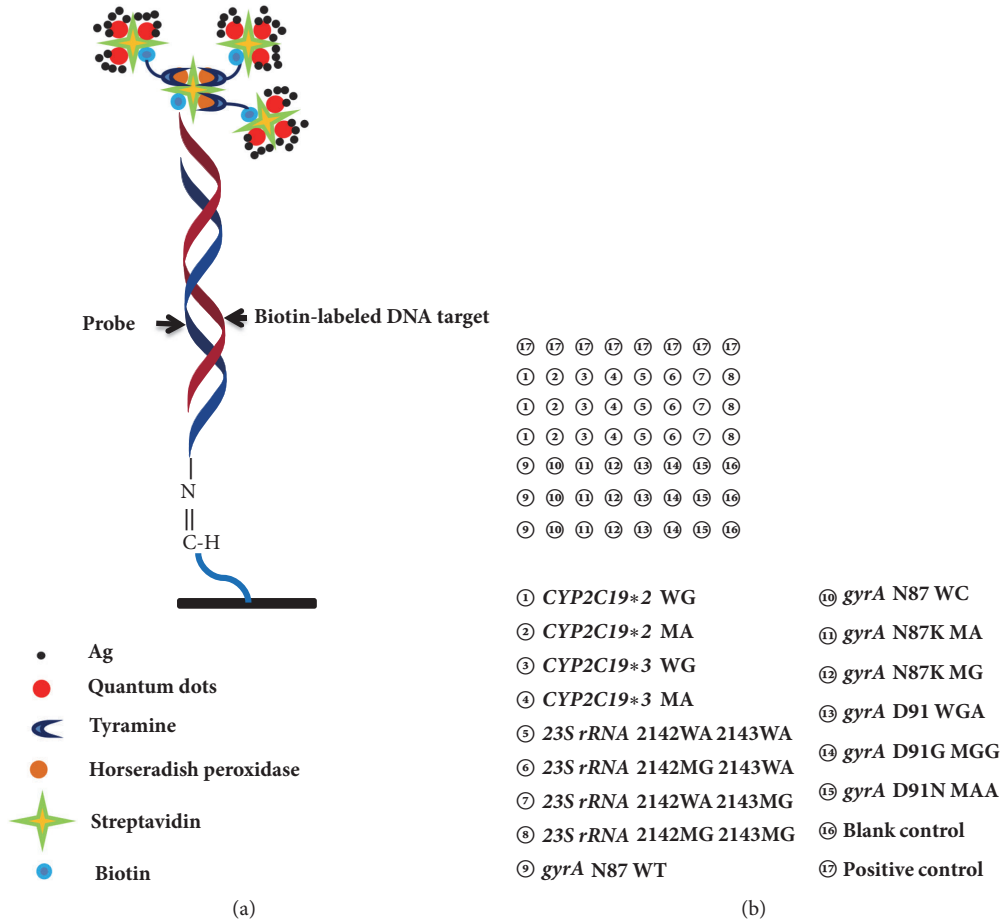 Probe
Biotin-labeled DNA target
N
C-H
Ag
Quantum dots
Tyramine
Horseradish peroxidase
Streptavidin
Biotin
(a)
⑰ ⑰ ⑰ ⑰ ⑰ ⑰ ⑰ ⑰
① ② ③ ④ ⑤ ⑥ ⑦ ⑧
① ② ③ ④ ⑤ ⑥ ⑦ ⑧
① ② ③ ④ ⑤ ⑥ ⑦ ⑧
⑨ ⑩ ⑪ ⑫ ⑬ ⑭ ⑮ ⑯
⑨ ⑩ ⑪ ⑫ ⑬ ⑭ ⑮ ⑯
⑨ ⑩ ⑪ ⑫ ⑬ ⑭ ⑮ ⑯
① CYP2C19*2 WG
② CYP2C19*2 MA
③ CYP2C19*3 WG
④ CYP2C19*3 MA
⑤ 23S rRNA 2142WA 2143WA
⑥ 23S rRNA 2142MG 2143WA
⑦ 23S rRNA 2142WA 2143MG
⑧ 23S rRNA 2142MG 2143MG
⑨ gyrA N87 WT
⑩ gyrA N87 WC
⑪ gyrA N87K MA
⑫ gyrA N87K MG
⑬ gyrA D91 WGA
⑭ gyrA D91G MGG
⑮ gyrA D91N MAA
⑯ Blank control
⑰ Positive control
(b)